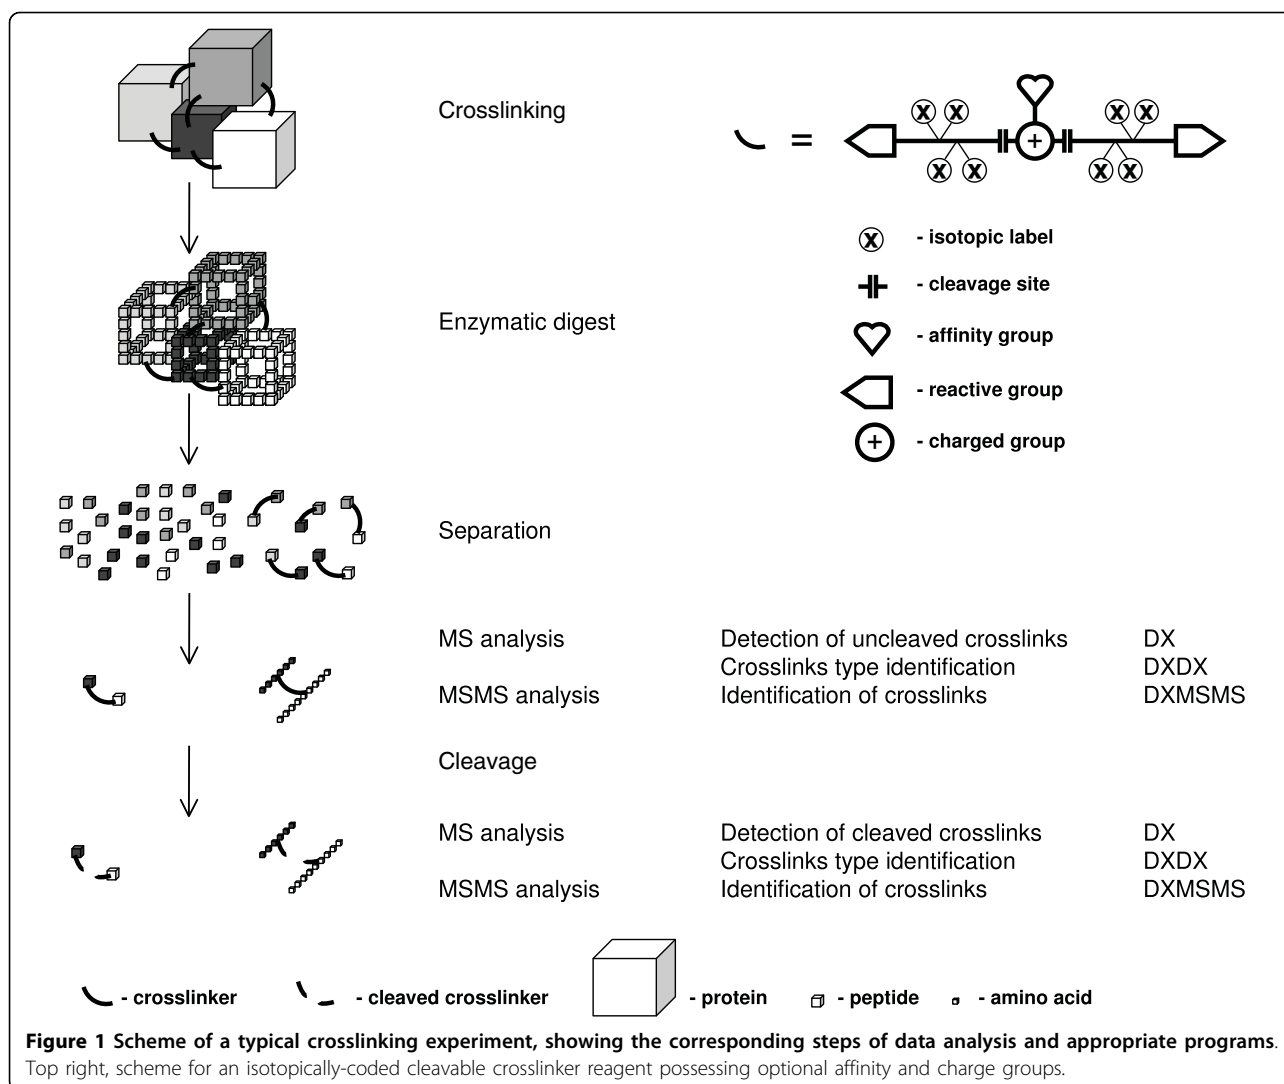 Crosslinking
=
X X X X + X X X X
X - isotopic label
- cleavage site
- affinity group
- reactive group
+ - charged group
Enzymatic digest
Separation
MS analysis Detection of uncleaved crosslinks DX
Crosslinks type identification DXDX
MSMS analysis Identification of crosslinks DXMSMS
Cleavage
MS analysis Detection of cleaved crosslinks DX
Crosslinks type identification DXDX
MSMS analysis Identification of crosslinks DXMSMS
- crosslinker - cleaved crosslinker - protein - peptide - amino acid
Figure 1 Scheme of a typical crosslinking experiment, showing the corresponding steps of data analysis and appropriate programs.
Top right, scheme for an isotopically-coded cleavable crosslinker reagent possessing optional affinity and charge groups.